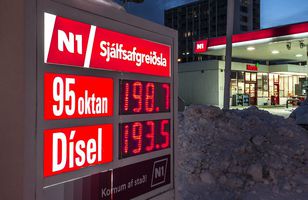 N1 Sjálfsafgreiðsla
95 oktan 198.7
Dísel 193.5
N1
Komum af stað!
N1